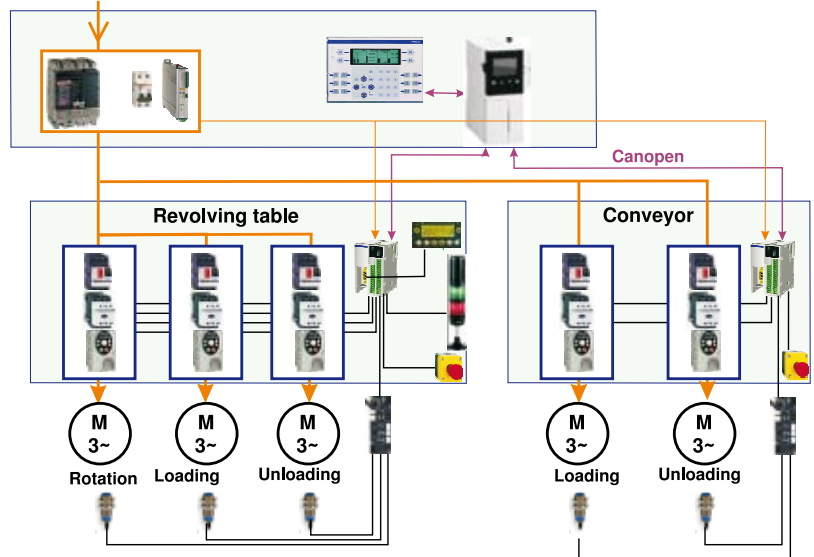 Canopen
Revolving table
Conveyor
M
3~
M
3~
M
3~
M
3~
M
3~
Rotation
Loading
Unloading
Loading
Unloading